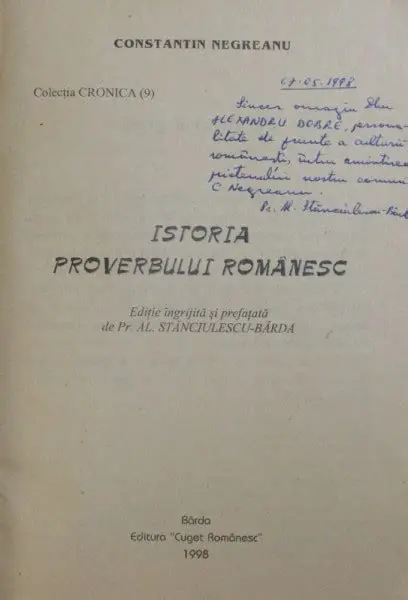 CONSTANTIN NEGREANU
Colecția CRONICA (9)
07.05.1998
Sincer omagiu Dlui
ALEXANDRU DOBRE, persona-
litate de frunte a culturii
românești, întru amintirea
prietenului nostru comun
C Negreanu.
Pr. Al. Stănciulescu-Bârda
ISTORIA
PROVERBULUI ROMÂNESC
Ediție îngrijită și prefațată
de Pr. AL. STĂNCIULESCU-BÂRDA
Bârda
Editura "Cuget Românesc"
1998